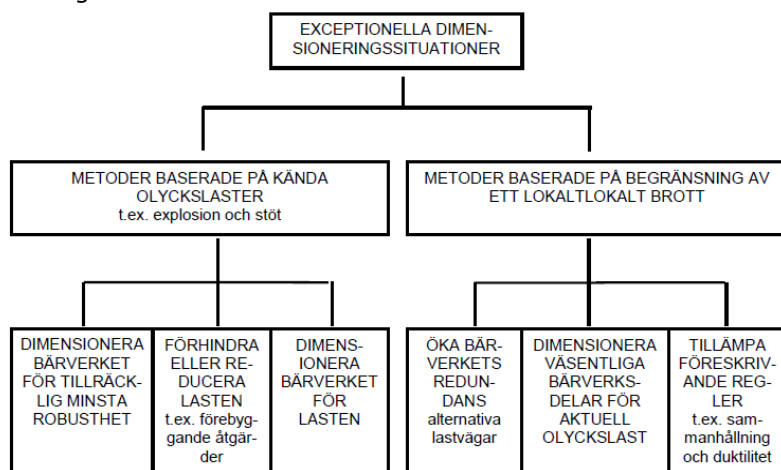 EXCEPTIONELLA DIMEN-
SIONERINGSSITUATIONER
METODER BASERADE PÅ KÄNDA
OLYCKSLASTER
t.ex. explosion och stöt
METODER BASERADE PÅ BEGRÄNSNING AV
ETT LOKALTLOKALT BROTT
DIMENSIONERA
BÄRVERKET
FÖR TILLRÄCK-
LIG MINSTA
ROBUSTHET
FÖRHINDRA
ELLER RE-
DUCERA
LASTEN
t.ex. förebyg-
gande åtgär-
der
DIMENS-
IONERA
BÄRVERKET
FÖR
LASTEN
ÖKA BÄR-
VERKETS
REDUN-
DANS
alternativa
lastvägar
DIMENSIONERA
VÄSENTLIGA
BÄRVERKS-
DELAR FÖR
AKTUELL
OLYCKSLAST
TILLÄMPA
FÖRESKRIV-
ANDE REG-
LER
t.ex. sam-
manhållning
och duktilitet